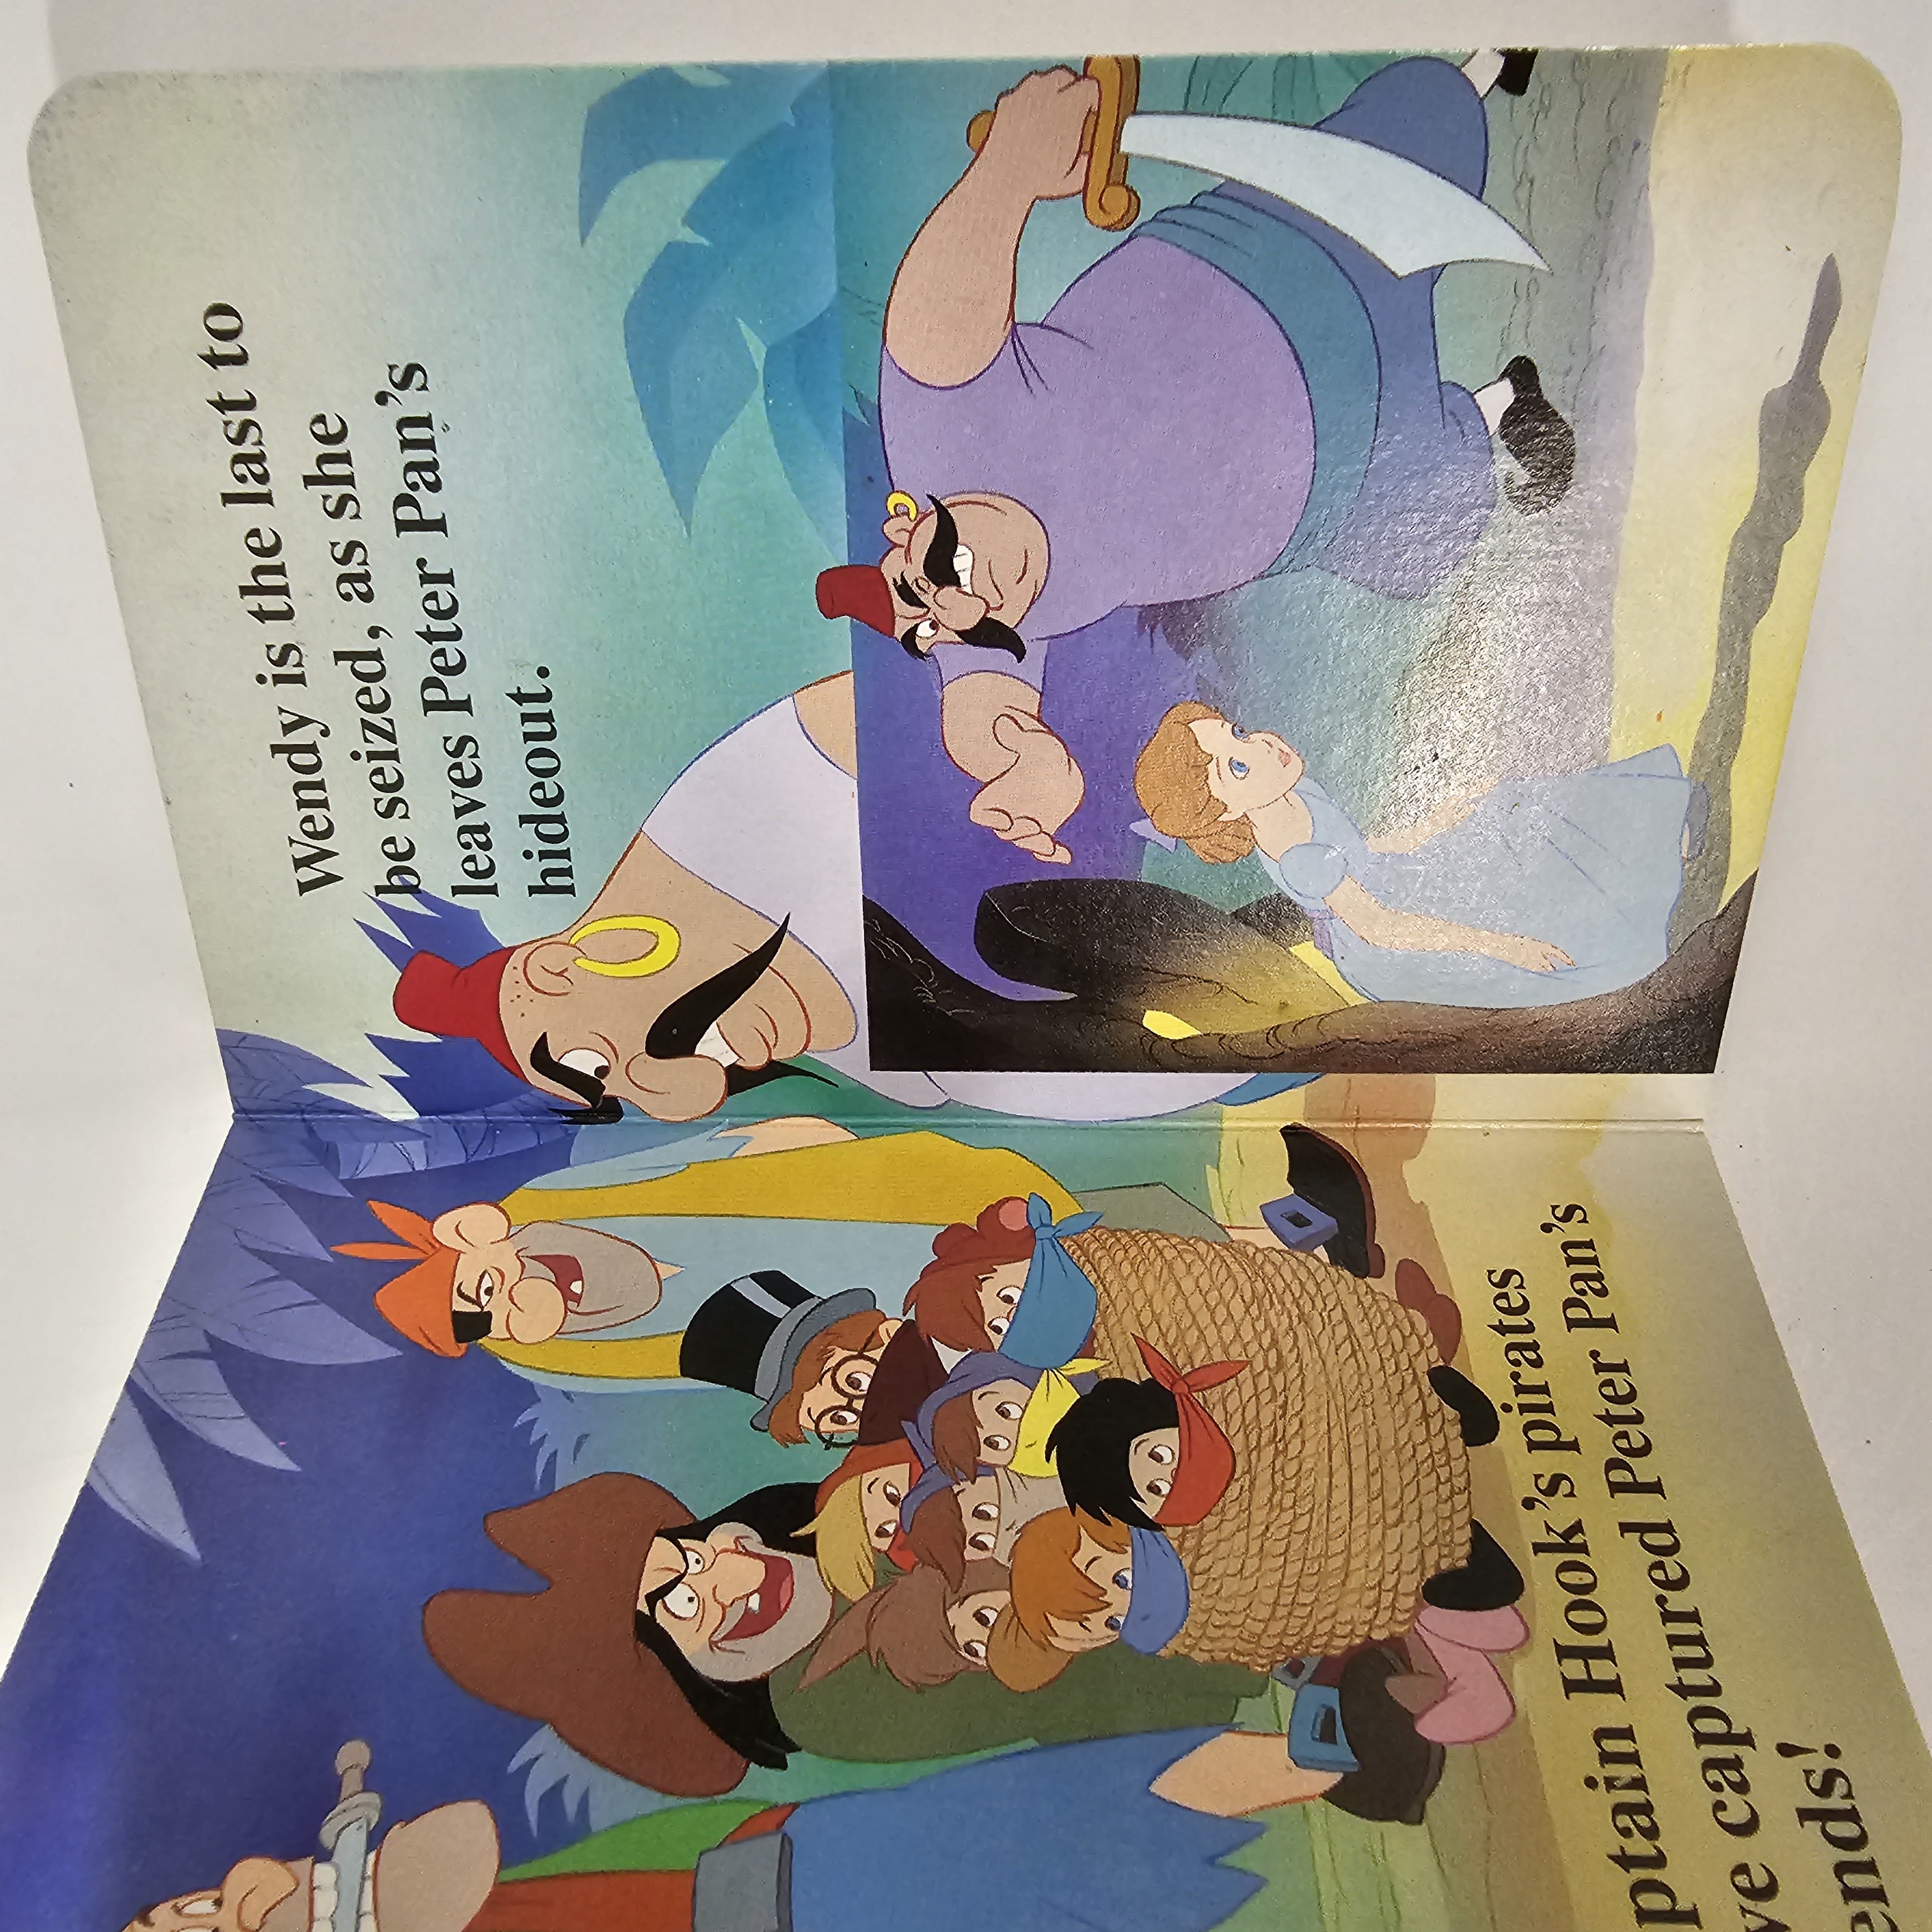 ptain Hook's pirates
ve captured Peter Pan's
ends!
Wendy is the last to
be seized, as she
leaves Peter Pan's
hideout.